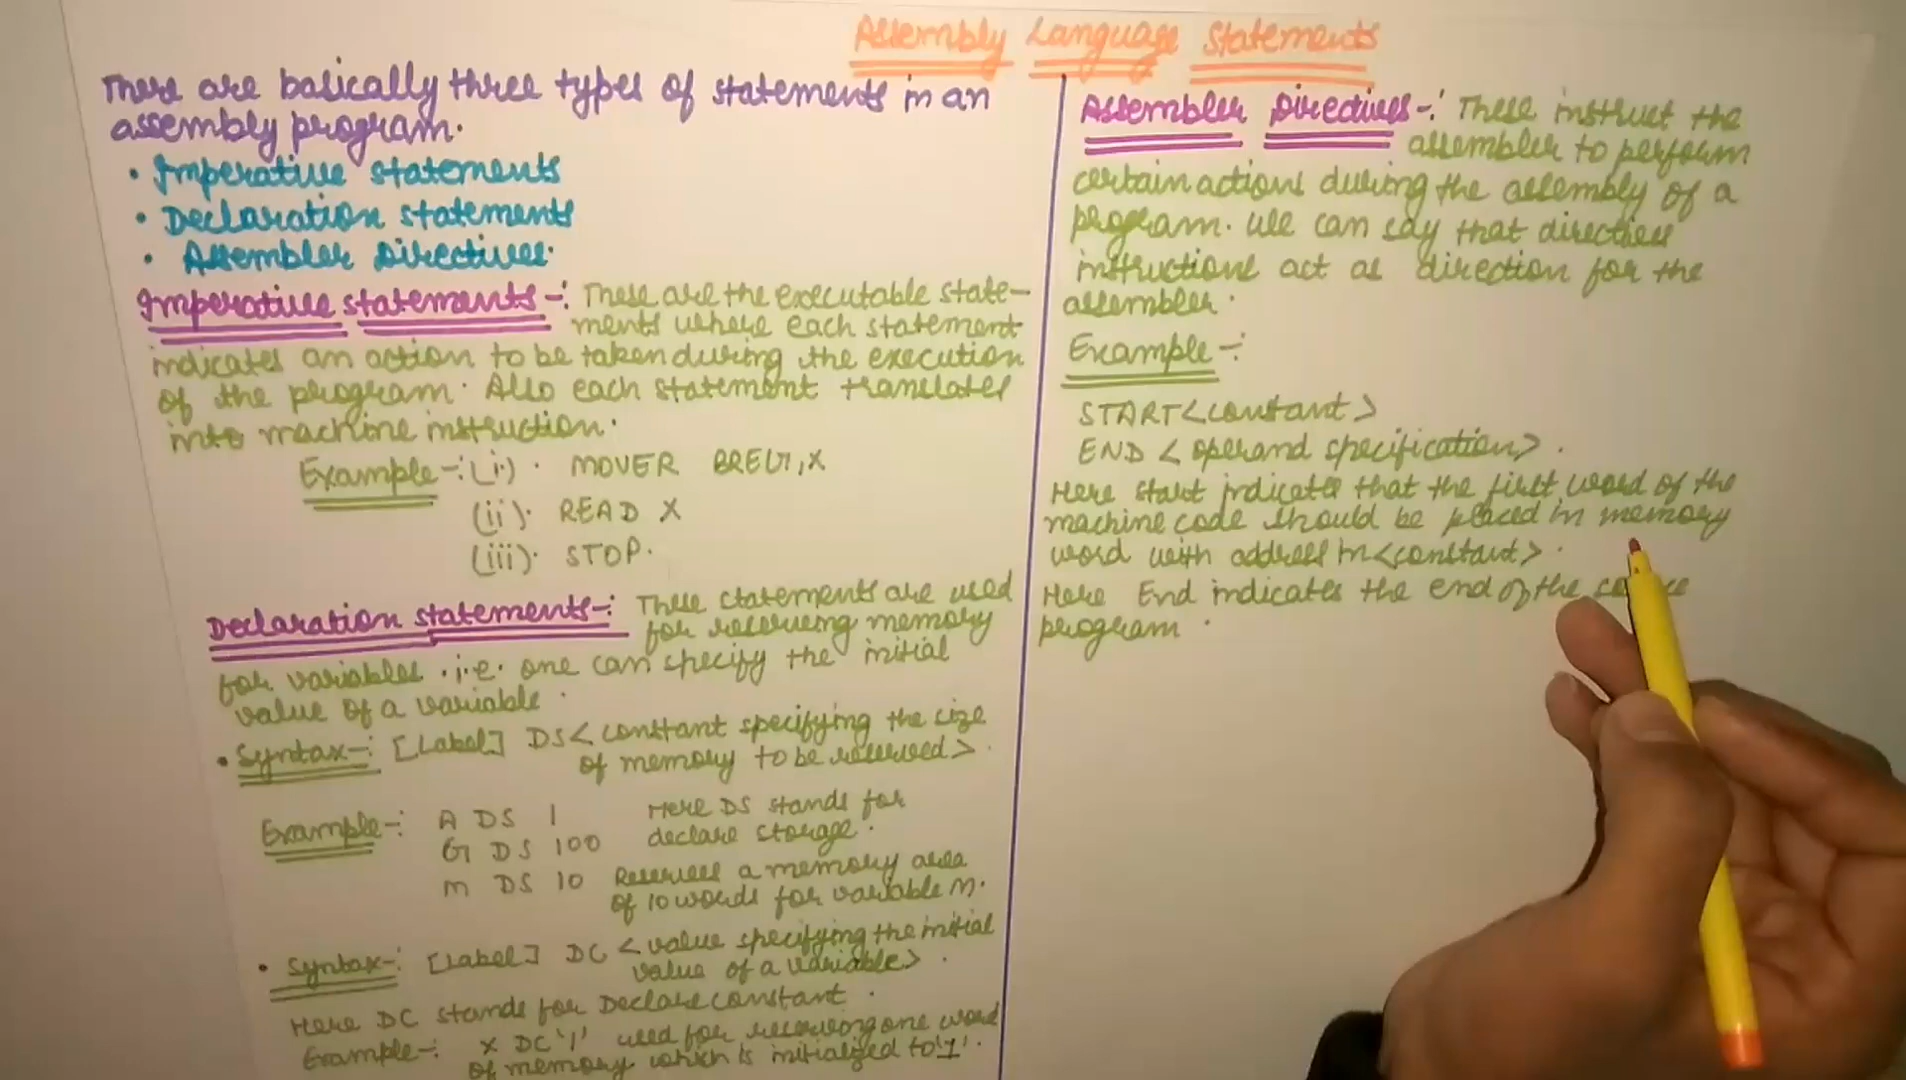 Assembly Language Statements
There are basically three types of statements in an
assembly program.
• Imperative statements
• Declaration statements
• Assembler Directives.
Imperative statements -: These are the executable state-
ments where each statement
indicates an action to be taken during the execution
of the program. Also each statement translates
into machine instruction.
Example -: (i). MOVER BREG, X
(ii). READ X
(iii). STOP.
Declaration statements -: These statements are used
for reserving memory
for variables. i.e. one can specify the initial
value of a variable.
• Syntax -: [Label] DS < constant specifying the size
of memory to be reserved > .
Example -: A DS 1 Here DS stands for
declare storage.
G DS 100
M DS 10 Reserves a memory area
of 10 words for variable M.
• Syntax -: [Label] DC < value specifying the initial
value of a variable > .
Here DC stands for Declare constant.
Example -: X DC '1' used for reserving one word
of memory which is initialized to '1'.
Assembler Directives -: These instruct the
assembler to perform
certain actions during the assembly of a
program. We can say that directive
instructions act as direction for the
assembler.
Example -:
START <constant>
END < operand specification > .
Here start indicates that the first word of the
machine code should be placed in memory
word with address in <constant> .
Here End indicates the end of the
program .